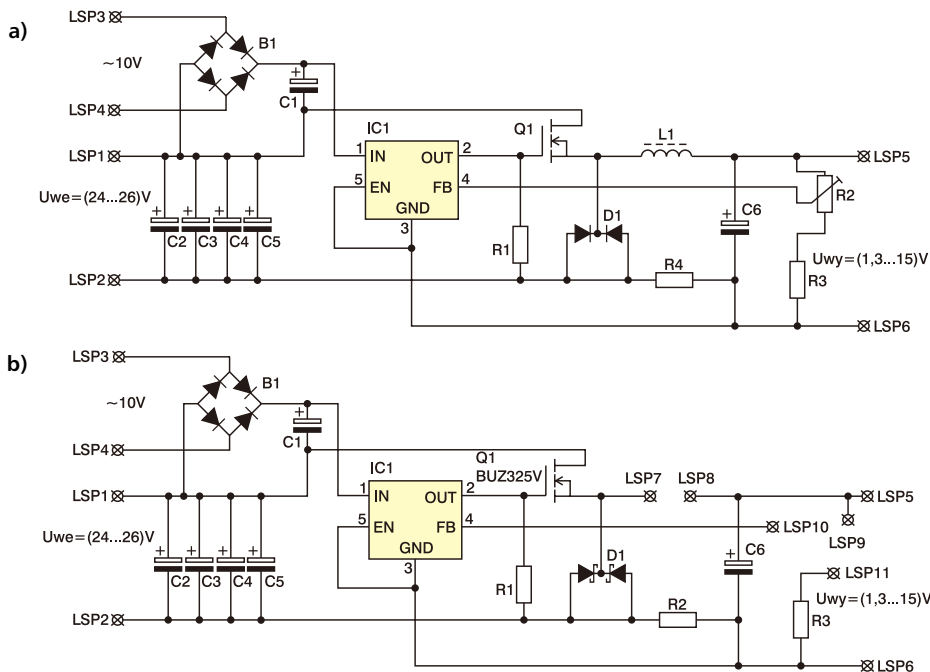 a)
LSP3
B1
~10V
+
C1
LSP4
LSP1
IC1
1
IN
OUT
2
5
EN
FB
4
GND
3
Q1
L1
LSP5
R2
Uwe=(24...26)V
+
C2
+
C3
+
C4
+
C5
R1
D1
+
C6
R4
R3
Uwy=(1,3...15)V
LSP2
LSP6
b)
LSP3
B1
~10V
+
C1
LSP4
LSP1
IC1
1
IN
OUT
2
5
EN
FB
4
GND
3
Q1
BUZ325V
LSP7
LSP8
LSP5
LSP9
LSP10
Uwe=(24...26)V
+
C2
+
C3
+
C4
+
C5
R1
D1
+
C6
R2
LSP11
R3
Uwy=(1,3...15)V
LSP2
LSP6